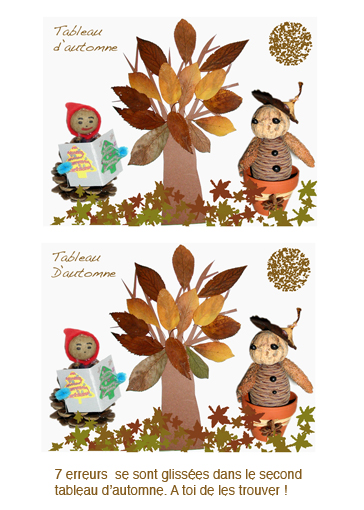 Tableau
d'automne
Tableau
D'automne
7 erreurs  se sont glissées dans le second
tableau d'automne. A toi de les trouver !